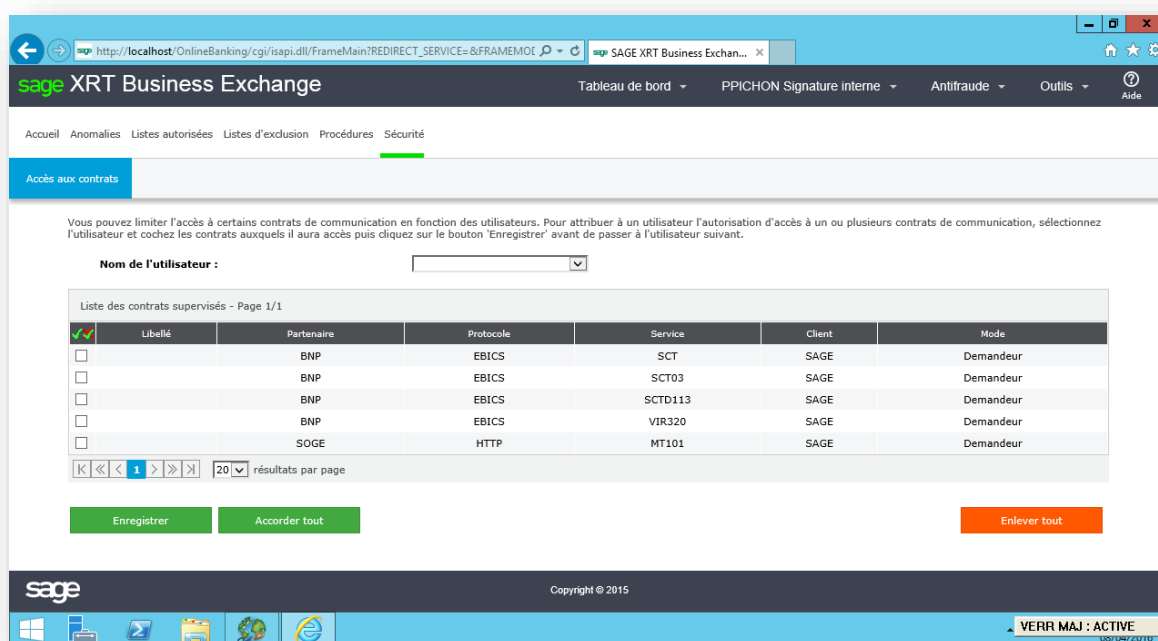 http://localhost/OnlineBanking/cgi/isapi.dll/FrameMain?REDIRECT_SERVICE=&FRAMEMOD
sage SAGE XRT Business Exchan...
sage XRT Business Exchange
Tableau de bord PPICHON Signature interne Antifraude Outils ? Aide
Accueil Anomalies Listes autorisées Listes d'exclusion Procédures Sécurité
Accès aux contrats
Vous pouvez limiter l'accès à certains contrats de communication en fonction des utilisateurs. Pour attribuer à un utilisateur l'autorisation d'accès à un ou plusieurs contrats de communication, sélectionnez
l'utilisateur et cochez les contrats auxquels il aura accès puis cliquez sur le bouton 'Enregistrer' avant de passer à l'utilisateur suivant.
Nom de l'utilisateur :
Liste des contrats supervisés - Page 1/1
Libellé Partenaire Protocole Service Client Mode
BNP EBICS SCT SAGE Demandeur
BNP EBICS SCT03 SAGE Demandeur
BNP EBICS SCTD113 SAGE Demandeur
BNP EBICS VIR320 SAGE Demandeur
SOGE HTTP MT101 SAGE Demandeur
1 20 résultats par page
Enregistrer Accorder tout Enlever tout
sage Copyright © 2015
VERR MAJ : ACTIVE